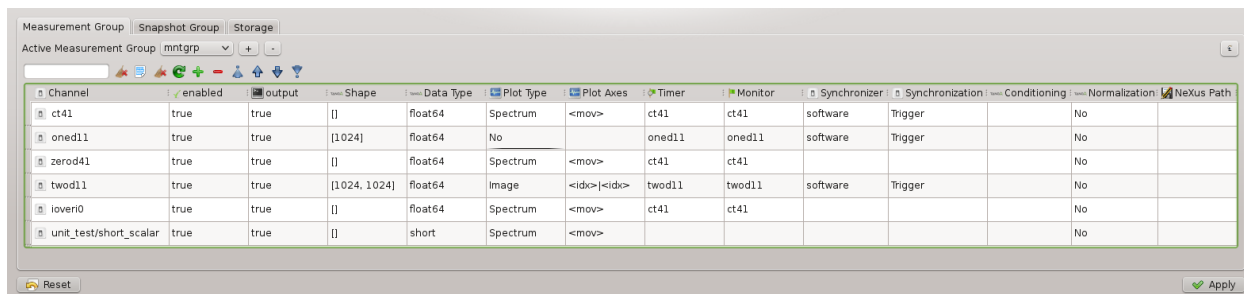 Measurement Group Snapshot Group Storage
Active Measurement Group mntgrp + -
Channel enabled output Shape Data Type Plot Type Plot Axes Timer Monitor Synchronizer Synchronization Conditioning Normalization NeXus Path
ct41 true true [] float64 Spectrum <mov> ct41 ct41 software Trigger No
oned11 true true [1024] float64 No oned11 oned11 software Trigger No
zerod41 true true [] float64 Spectrum <mov> ct41 ct41 No
twod11 true true [1024, 1024] float64 Image <idx>|<idx> twod11 twod11 software Trigger No
ioveri0 true true [] float64 Spectrum <mov> ct41 ct41 No
unit_test/short_scalar true true [] short Spectrum <mov> No
Reset Apply